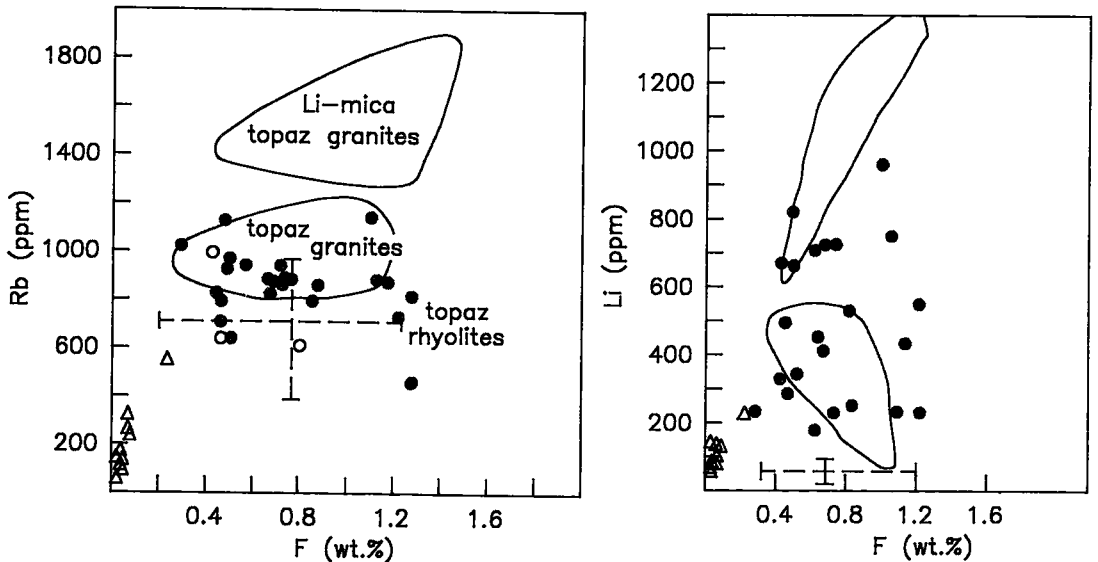 1800
1400
1000
600
200
Rb (ppm)
Li-mica
topaz granites
topaz
granites
topaz
rhyolites
0.4 0.8 1.2 1.6
F (wt.%)
1200
1000
800
600
400
200
Li (ppm)
0.4 0.8 1.2 1.6
F (wt.%)